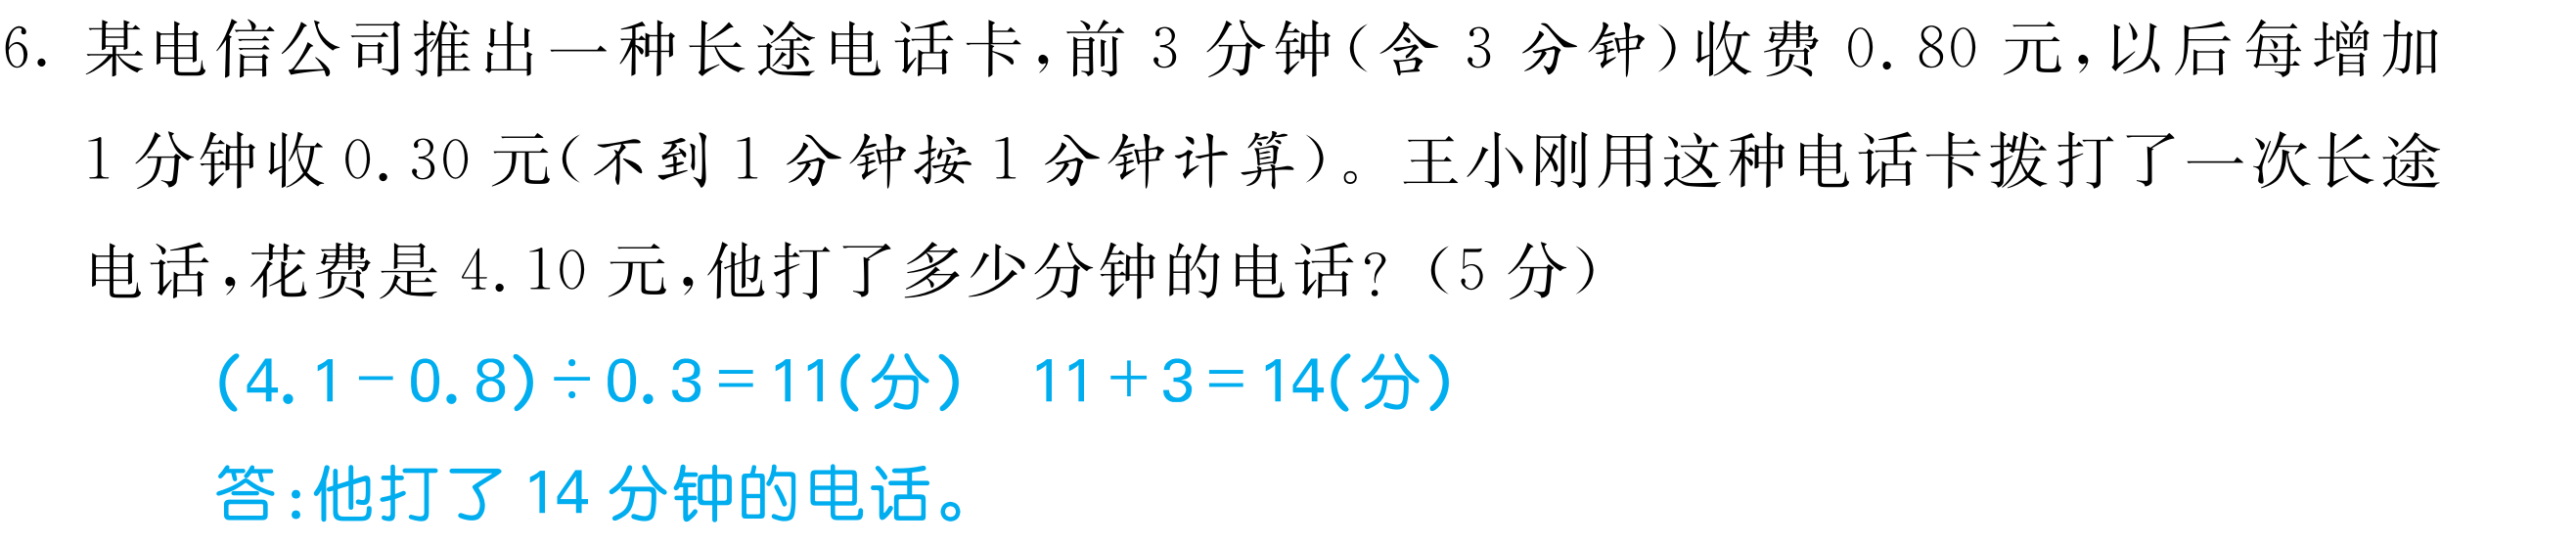 6. 某电信公司推出一种长途电话卡,前 3 分钟(含 3 分钟)收费 0.80 元,以后每增加
1 分钟收 0.30 元(不到 1 分钟按 1 分钟计算)。王小刚用这种电话卡拨打了一次长途
电话,花费是 4.10 元,他打了多少分钟的电话?(5 分)
(4.1-0.8)÷0.3=11(分) 11+3=14(分)
答:他打了 14 分钟的电话。